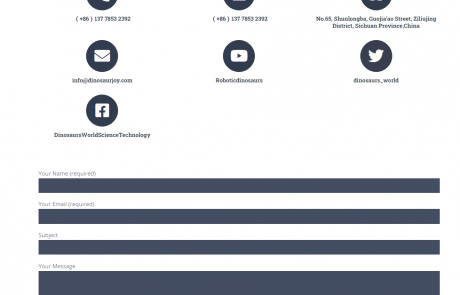 ( +86 ) 137 7853 2392
( +86 ) 137 7853 2392
No.65, Shunlongba, Guojia'ao Street, Ziliujing
District, Sichuan Province,China
info@dinosaurjoy.com
Roboticdinosaurs
dinosaurs_world
DinosaursWorldScienceTechnology
Your Name (required)
Your Email (required)
Subject
Your Message